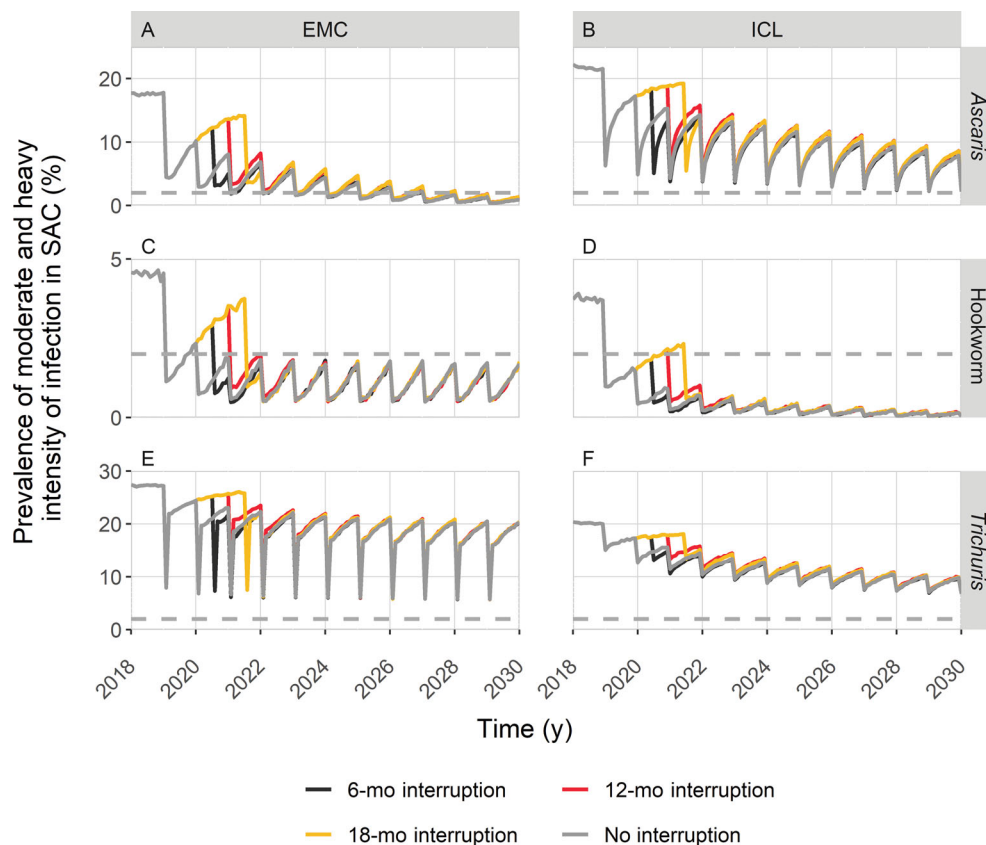 A EMC
B ICL
Prevalence of moderate and heavy
intensity of infection in SAC (%)
20
10
0
Ascaris
C
D
5
0
Hookworm
E
F
30
20
10
0
Trichuris
2018 2020 2022 2024 2026 2028 2030
2018 2020 2022 2024 2026 2028 2030
Time (y)
6-mo interruption
12-mo interruption
18-mo interruption
No interruption